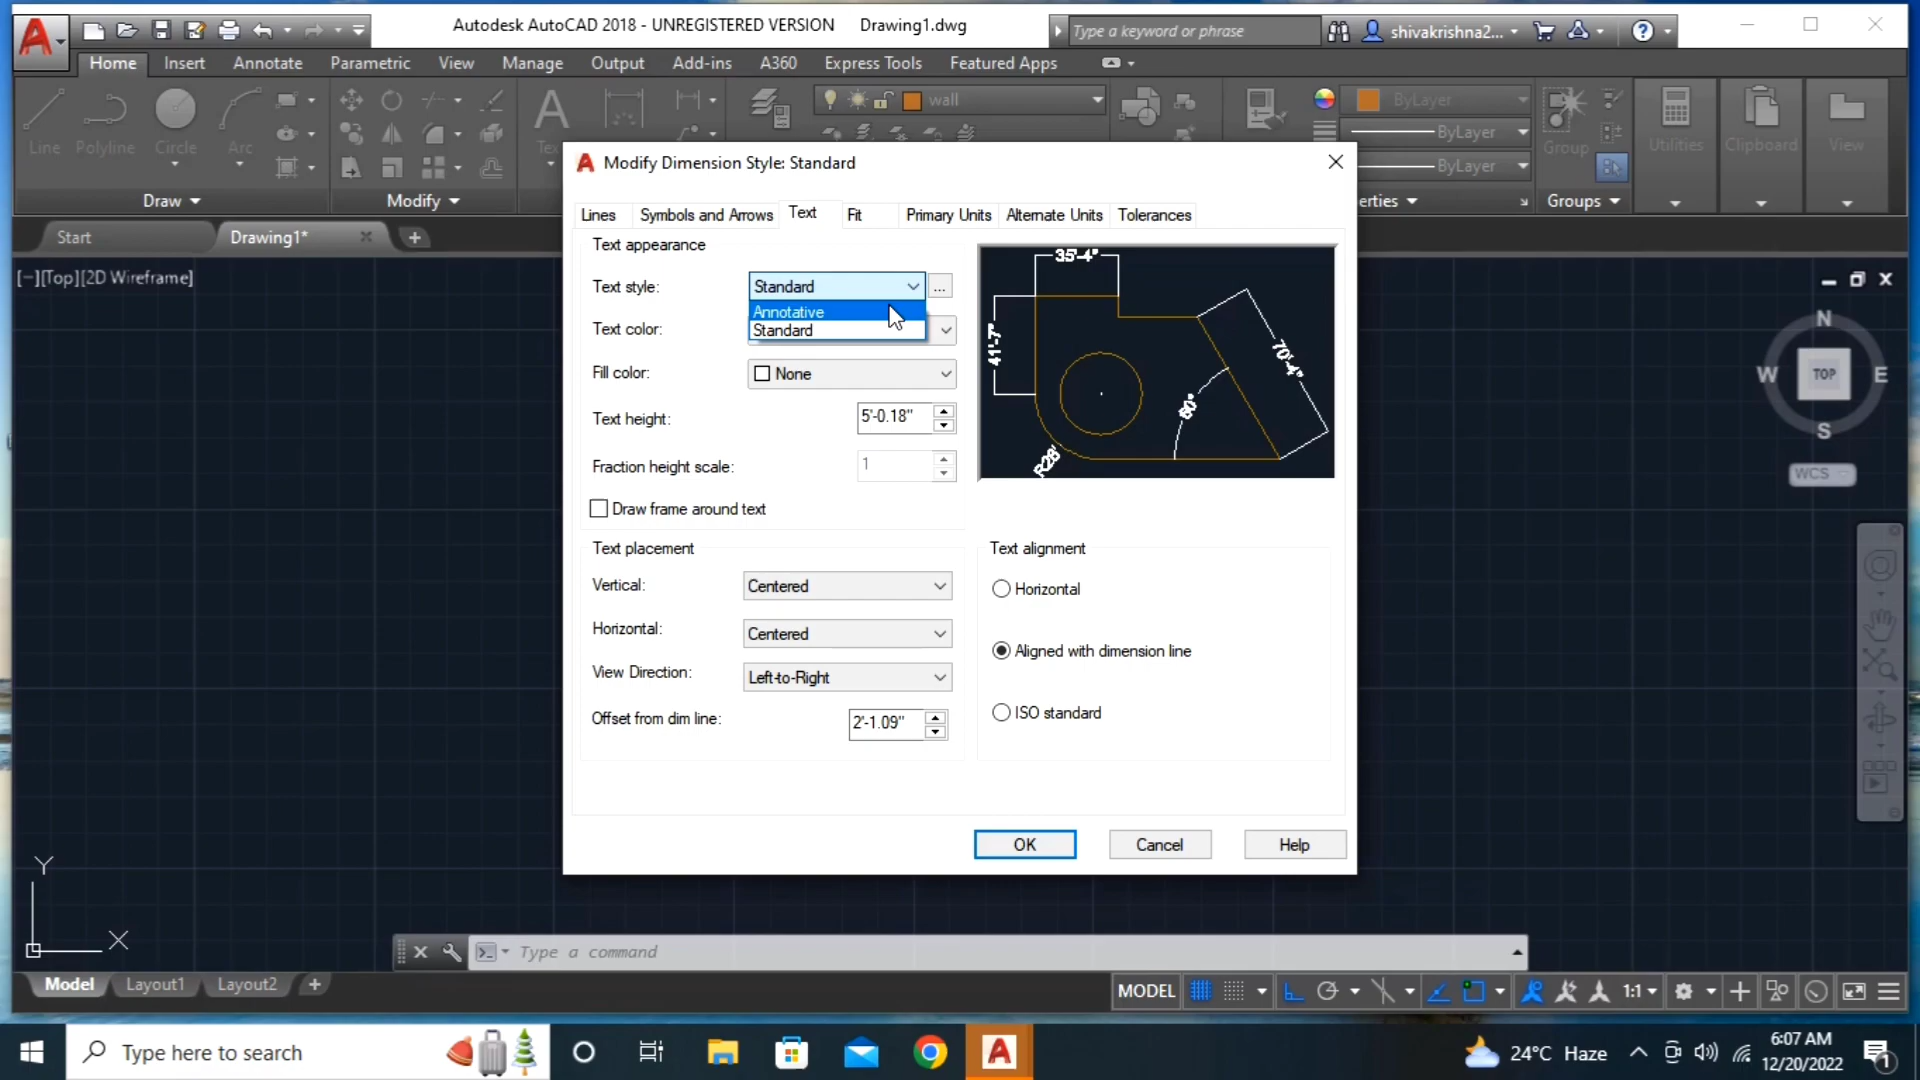 Autodesk AutoCAD 2018 - UNREGISTERED VERSION Drawing1.dwg
Type a keyword or phrase
shivakrishna2...
Home Insert Annotate Parametric View Manage Output Add-ins A360 Express Tools Featured Apps
wall
ByLayer
ByLayer
ByLayer
Line Polyline Circle Arc
Group Utilities Clipboard View
Draw Modify
erties Groups
Start Drawing1* +
[−][Top][2D Wireframe]
Modify Dimension Style: Standard
Lines Symbols and Arrows Text Fit Primary Units Alternate Units Tolerances
Text appearance
Text style: Standard ...
Annotative
Standard
Text color:
Fill color: None
Text height: 5'-0.18"
Fraction height scale: 1
Draw frame around text
35'-4"
41'-7"
70'-4"
80°
R28'
Text placement
Vertical: Centered
Horizontal: Centered
View Direction: Left-to-Right
Offset from dim line: 2'-1.09"
Text alignment
Horizontal
Aligned with dimension line
ISO standard
OK Cancel Help
N
W TOP E
S
WCS
Y
X
Type a command
Model Layout1 Layout2 +
MODEL 1:1
Type here to search
24°C Haze
6:07 AM
12/20/2022
1